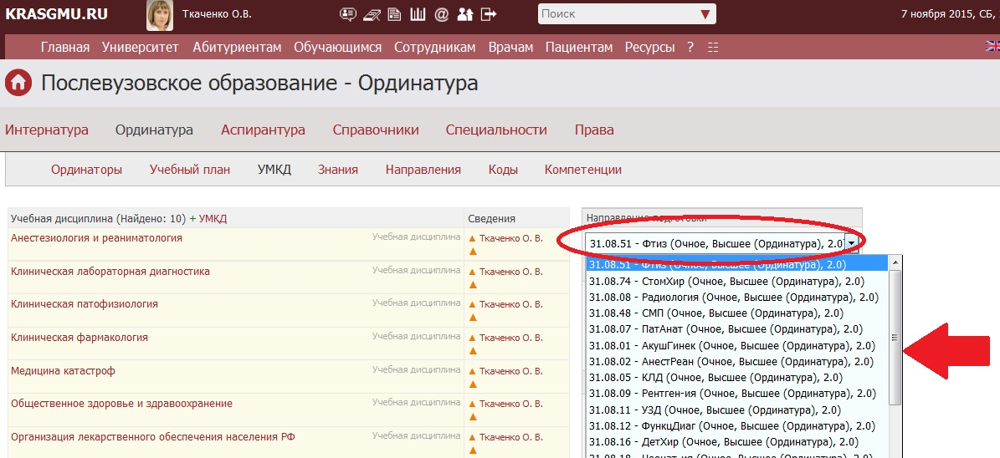 KRASGMU.RU Ткаченко О.В. Поиск 7 ноября 2015, СБ,
Главная Университет Абитуриентам Обучающимся Сотрудникам Врачам Пациентам Ресурсы ?
Послевузовское образование - Ординатура
Интернатура Ординатура Аспирантура Справочники Специальности Права
Ординаторы Учебный план УМКД Знания Направления Коды Компетенции
Учебная дисциплина (Найдено: 10) + УМКД Сведения
Анестезиология и реаниматология Учебная дисциплина Ткаченко О. В.
Клиническая лабораторная диагностика Учебная дисциплина Ткаченко О. В.
Клиническая патофизиология Учебная дисциплина Ткаченко О. В.
Клиническая фармакология Учебная дисциплина Ткаченко О. В.
Медицина катастроф Учебная дисциплина Ткаченко О. В.
Общественное здоровье и здравоохранение Учебная дисциплина Ткаченко О. В.
Организация лекарственного обеспечения населения РФ Учебная дисциплина Ткаченко О. В.
Направление подготовки
31.08.51 - Фтиз (Очное, Высшее (Ординатура), 2.0)
31.08.51 - Фтиз (Очное, Высшее (Ординатура), 2.0)
31.08.74 - СтомХир (Очное, Высшее (Ординатура), 2.0)
31.08.08 - Радиология (Очное, Высшее (Ординатура), 2.0)
31.08.48 - СМП (Очное, Высшее (Ординатура), 2.0)
31.08.07 - ПатАнат (Очное, Высшее (Ординатура), 2.0)
31.08.01 - АкушГинек (Очное, Высшее (Ординатура), 2.0)
31.08.02 - АнестРеан (Очное, Высшее (Ординатура), 2.0)
31.08.05 - КЛД (Очное, Высшее (Ординатура), 2.0)
31.08.09 - Рентген-ия (Очное, Высшее (Ординатура), 2.0)
31.08.11 - УЗД (Очное, Высшее (Ординатура), 2.0)
31.08.12 - ФункцДиаг (Очное, Высшее (Ординатура), 2.0)
31.08.16 - ДетХир (Очное, Высшее (Ординатура), 2.0)
31.08.18 - Неонат-ия (Очное, Высшее (Ординатура), 2.0)